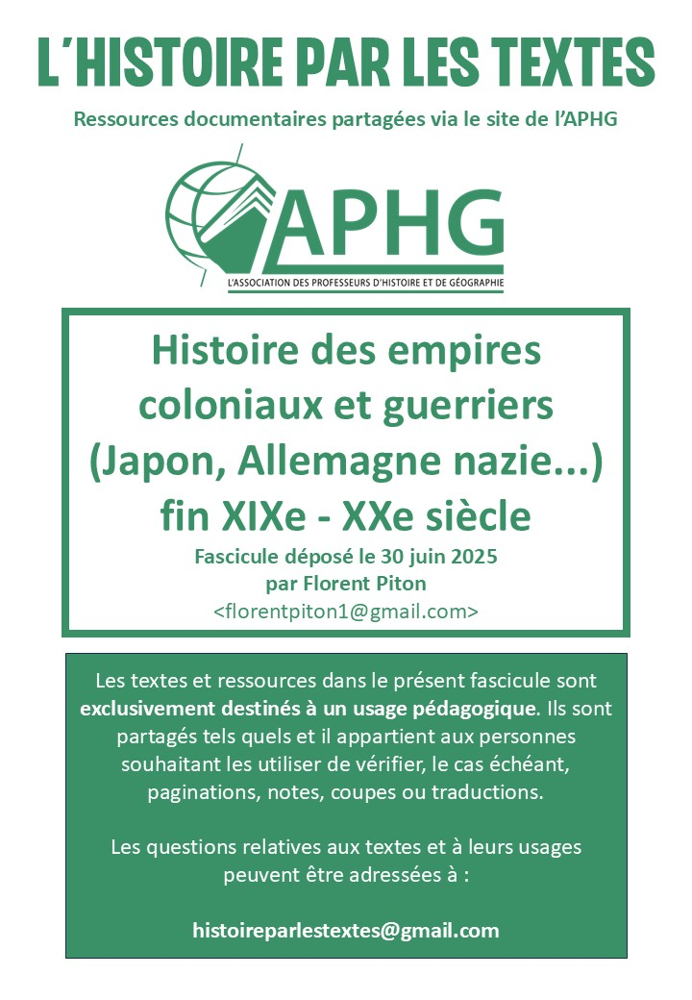 L'HISTOIRE PAR LES TEXTES
Ressources documentaires partagées via le site de l'APHG
APHG
L'ASSOCIATION DES PROFESSEURS D'HISTOIRE ET DE GÉOGRAPHIE
Histoire des empires
coloniaux et guerriers
(Japon, Allemagne nazie...)
fin XIXe - XXe siècle
Fascicule déposé le 30 juin 2025
par Florent Piton
<florentpiton1@gmail.com>
Les textes et ressources dans le présent fascicule sont
exclusivement destinés à un usage pédagogique. Ils sont
partagés tels quels et il appartient aux personnes
souhaitant les utiliser de vérifier, le cas échéant,
paginations, notes, coupes ou traductions.
Les questions relatives aux textes et à leurs usages
peuvent être adressées à :
histoireparlestextes@gmail.com